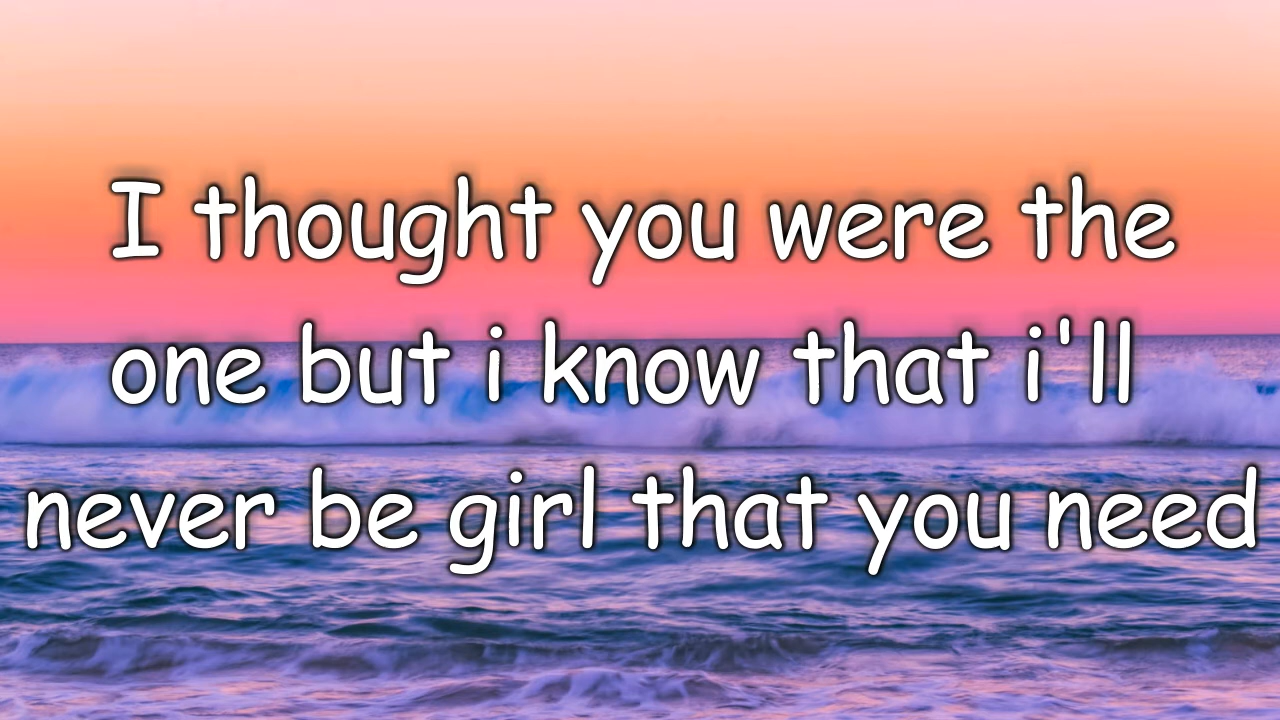 I thought you were the
one but i know that i'll
never be girl that you need